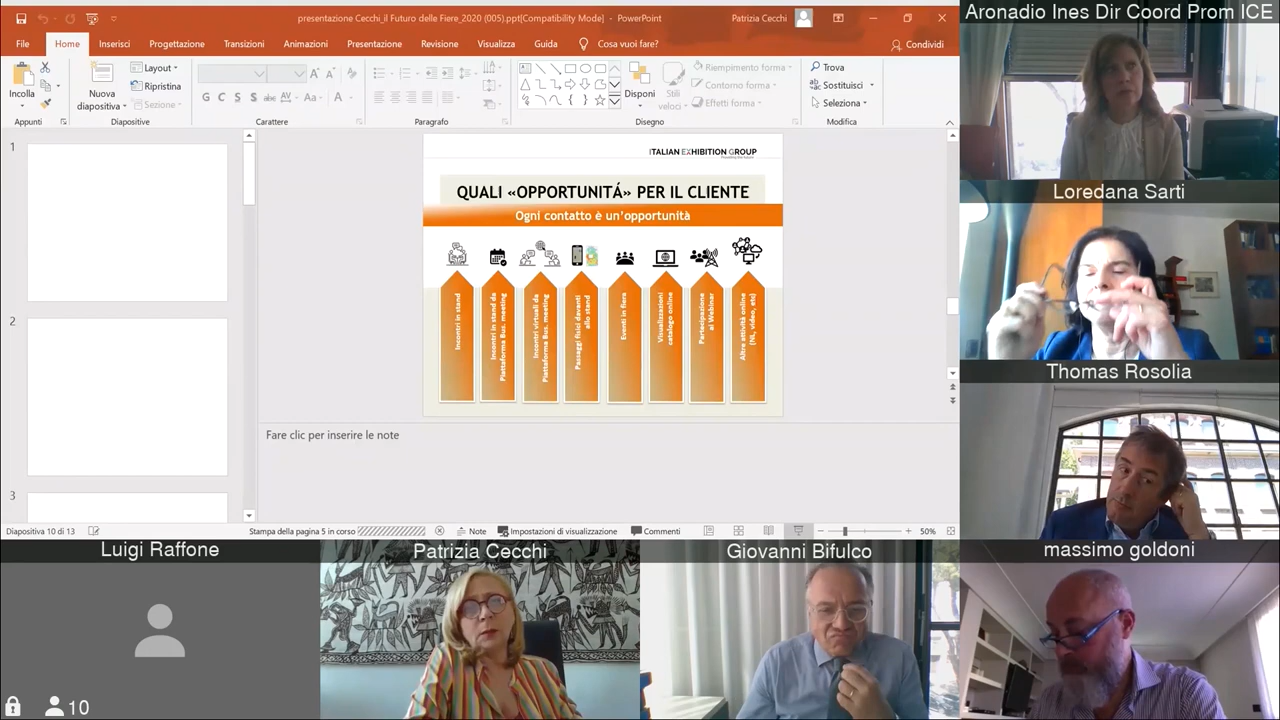 presentazione Cecchi_il Futuro delle Fiere_2020 (005).ppt[Compatibility Mode] - PowerPoint
Patrizia Cecchi
File Home Inserisci Progettazione Transizioni Animazioni Presentazione Revisione Visualizza Guida Cosa vuoi fare? Condividi
Incolla
Appunti
Nuova diapositiva
Layout
Ripristina
Sezione
Diapositive
G C S S abc AV Aa A
Carattere
Paragrafo
Disponi
Stili veloci
Riempimento forma
Contorno forma
Effetti forma
Disegno
Trova
Sostituisci
Seleziona
Modifica
1
2
3
ITALIAN EXHIBITION GROUP
QUALI «OPPORTUNITÁ» PER IL CLIENTE
Ogni contatto è un'opportunità
Incontri in stand
Incontri in stand da
Piattaforma Bus. meeting
Incontri virtuali da
Piattaforma Bus. meeting
Passaggi fisici davanti
allo stand
Eventi in fiera
Visualizzazioni
catalogo online
Partecipazione
ai Webinar
Altre attività online
(NL, video, etc)
Fare clic per inserire le note
Diapositiva 10 di 13
Stampa della pagina 5 in corso
Note
Impostazioni di visualizzazione
Commenti
50%
Aronadio Ines Dir Coord Prom ICE
Loredana Sarti
Thomas Rosolia
Luigi Raffone
Patrizia Cecchi
Giovanni Bifulco
massimo goldoni
10